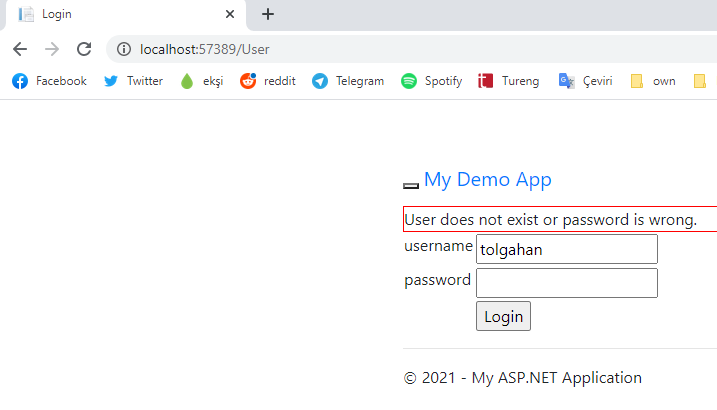 Login
localhost:57389/User
Facebook Twitter ekşi reddit Telegram Spotify Tureng Çeviri own
My Demo App
User does not exist or password is wrong.
username tolgahan
password
Login
© 2021 - My ASP.NET Application